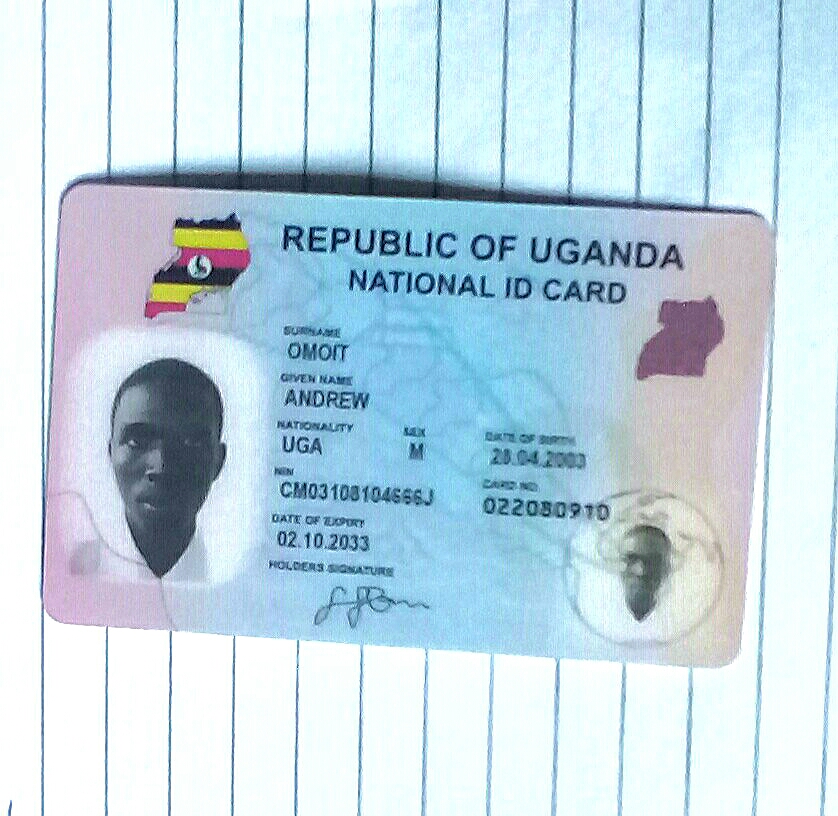 REPUBLIC OF UGANDA
NATIONAL ID CARD
SURNAME
OMOIT
GIVEN NAME
ANDREW
NATIONALITY SEX DATE OF BIRTH
UGA M 28.04.2003
NIN CARD NO.
CM03108104666J 022080910
DATE OF EXPIRY
02.10.2033
HOLDERS SIGNATURE